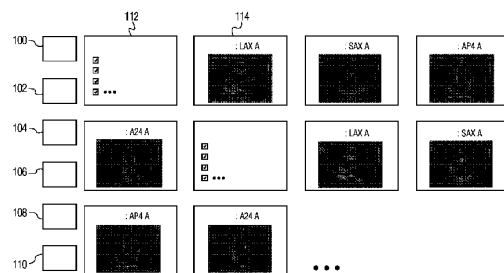 112
114
100
: LAX A
: SAX A
: AP4 A
102
•••
104
: A24 A
: LAX A
: SAX A
106
•••
108
: AP4 A
: A24 A
110
•••